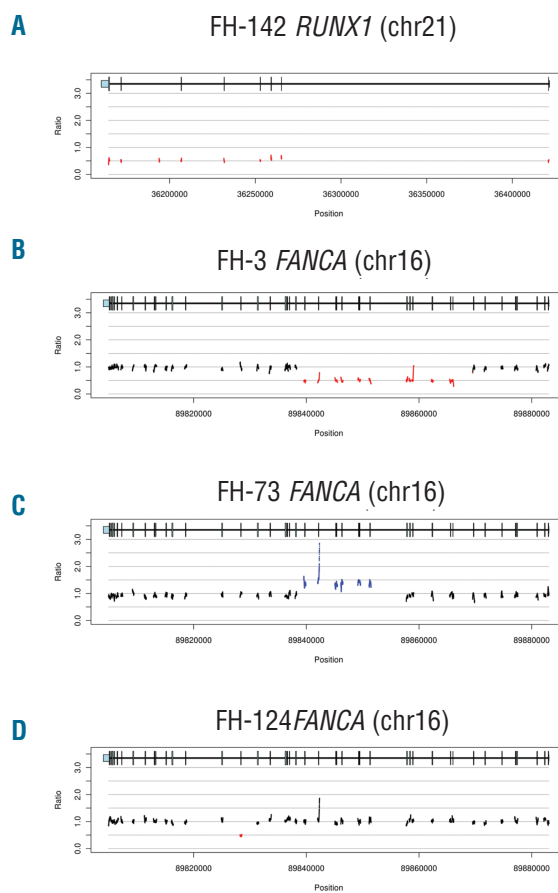 A
FH-142 RUNX1 (chr21)
Ratio
0.0 1.0 2.0 3.0
36200000 36250000 36300000 36350000 36400000
Position
B
FH-3 FANCA (chr16)
Ratio
0.0 1.0 2.0 3.0
89820000 89840000 89860000 89880000
Position
C
FH-73 FANCA (chr16)
Ratio
0.0 1.0 2.0 3.0
89820000 89840000 89860000 89880000
Position
D
FH-124FANCA (chr16)
Ratio
0.0 1.0 2.0 3.0
89820000 89840000 89860000 89880000
Position